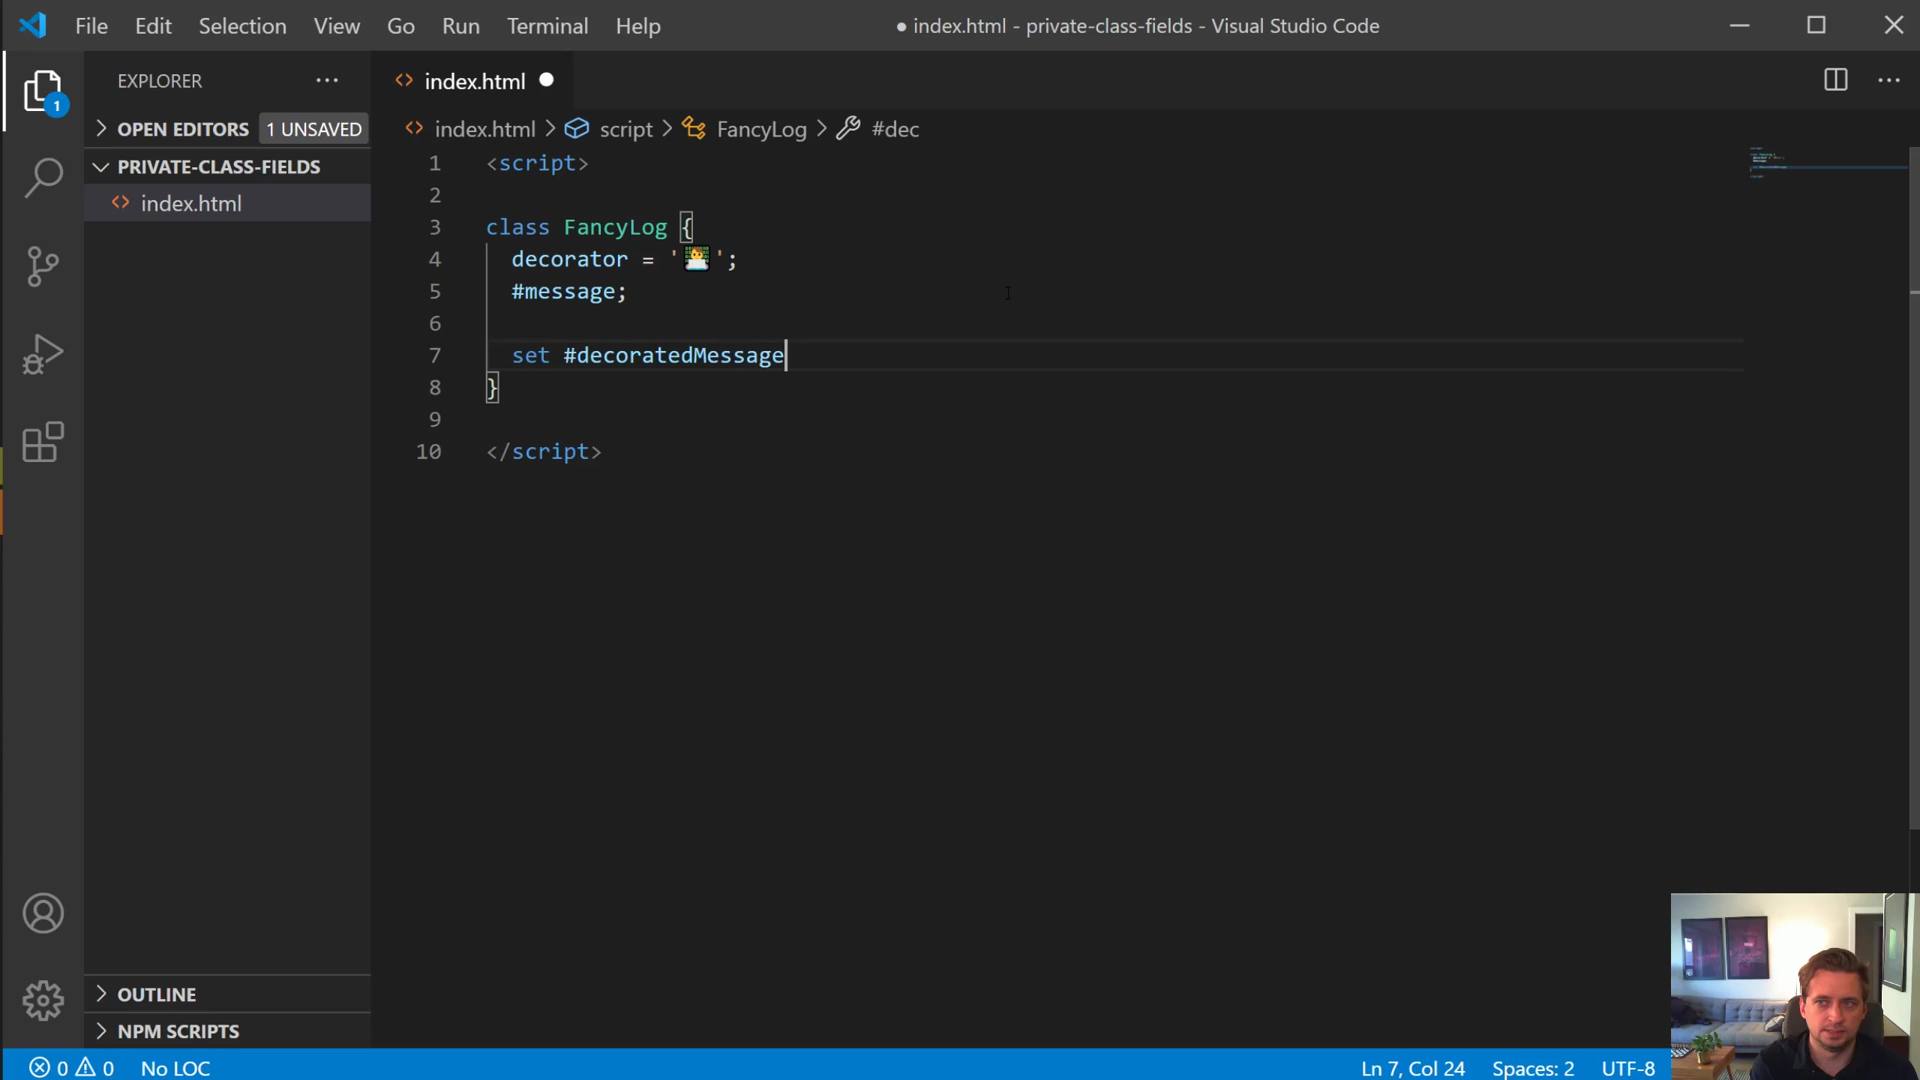 File Edit Selection View Go Run Terminal Help
● index.html - private-class-fields - Visual Studio Code
EXPLORER
index.html
1
OPEN EDITORS 1 UNSAVED
index.html script FancyLog #dec
PRIVATE-CLASS-FIELDS
index.html
1 <script>
2
3 class FancyLog {
4 decorator = '👨‍💻';
5 #message;
6
7 set #decoratedMessage
8 }
9
10 </script>
OUTLINE
NPM SCRIPTS
0 0 No LOC
Ln 7, Col 24 Spaces: 2 UTF-8